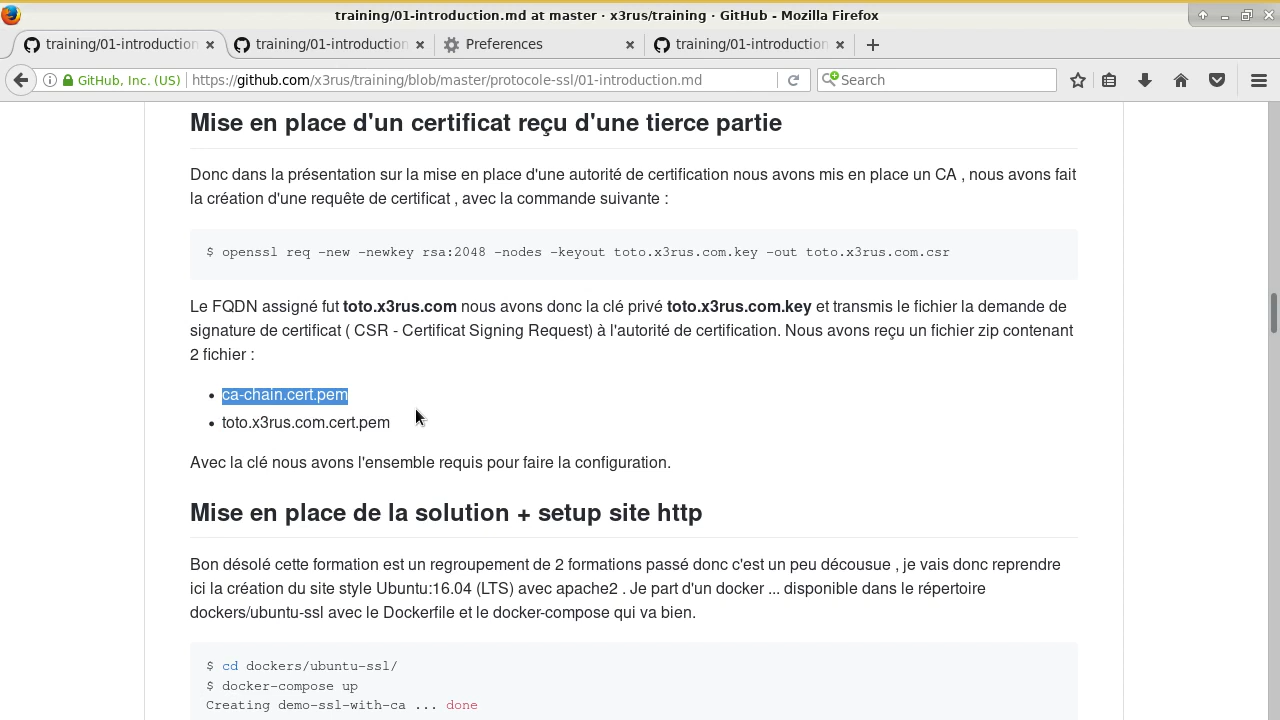 training/01-introduction.md at master · x3rus/training · GitHub - Mozilla Firefox
training/01-introduction
training/01-introduction
Preferences
training/01-introduction
GitHub, Inc. (US)
https://github.com/x3rus/training/blob/master/protocole-ssl/01-introduction.md
Search
Mise en place d'un certificat reçu d'une tierce partie
Donc dans la présentation sur la mise en place d'une autorité de certification nous avons mis en place un CA , nous avons fait
la création d'une requête de certificat , avec la commande suivante :
$ openssl req -new -newkey rsa:2048 -nodes -keyout toto.x3rus.com.key -out toto.x3rus.com.csr
Le FQDN assigné fut toto.x3rus.com nous avons donc la clé privé toto.x3rus.com.key et transmis le fichier la demande de
signature de certificat ( CSR - Certificat Signing Request) à l'autorité de certification. Nous avons reçu un fichier zip contenant
2 fichier :
• ca-chain.cert.pem
• toto.x3rus.com.cert.pem
Avec la clé nous avons l'ensemble requis pour faire la configuration.
Mise en place de la solution + setup site http
Bon désolé cette formation est un regroupement de 2 formations passé donc c'est un peu décousue , je vais donc reprendre
ici la création du site style Ubuntu:16.04 (LTS) avec apache2 . Je part d'un docker ... disponible dans le répertoire
dockers/ubuntu-ssl avec le Dockerfile et le docker-compose qui va bien.
$ cd dockers/ubuntu-ssl/
$ docker-compose up
Creating demo-ssl-with-ca ... done